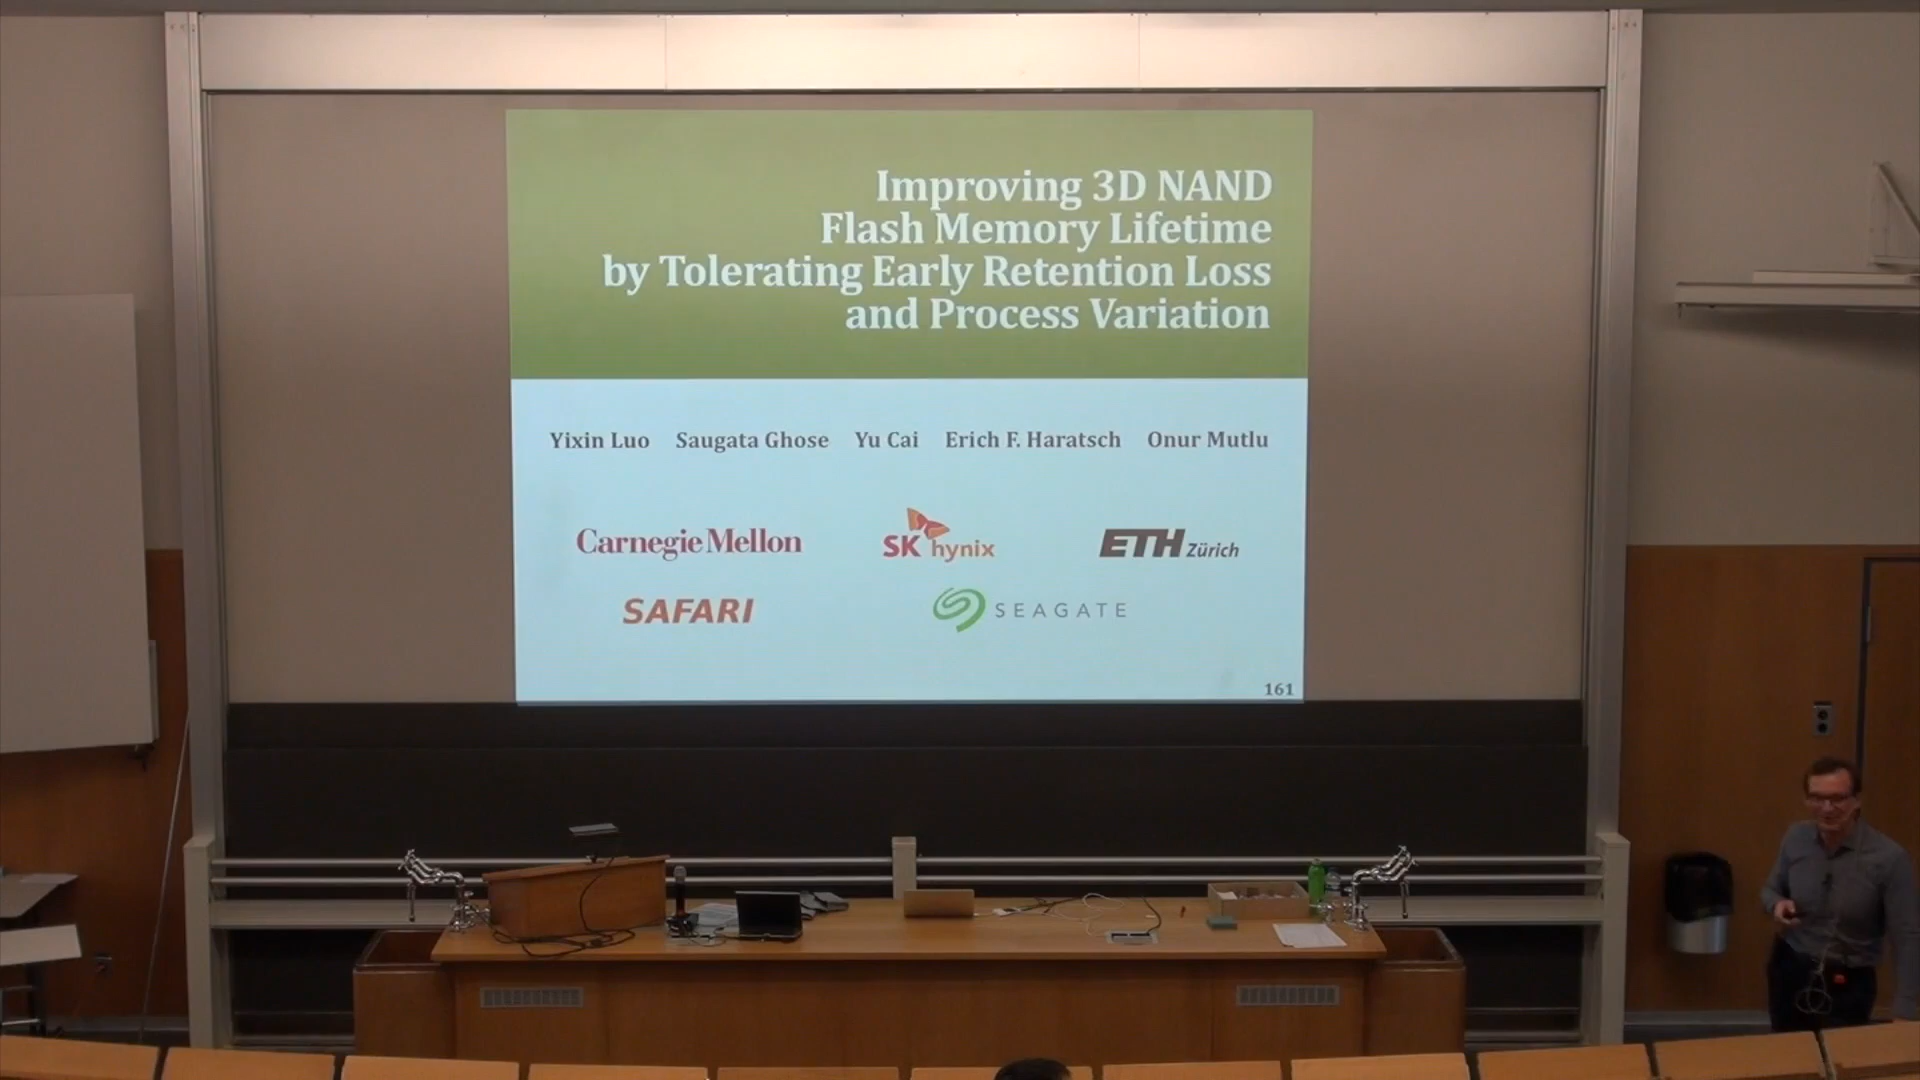 Improving 3D NAND
Flash Memory Lifetime
by Tolerating Early Retention Loss
and Process Variation
Yixin Luo Saugata Ghose Yu Cai Erich F. Haratsch Onur Mutlu
Carnegie Mellon SK hynix ETH Zürich
SAFARI SEAGATE
161